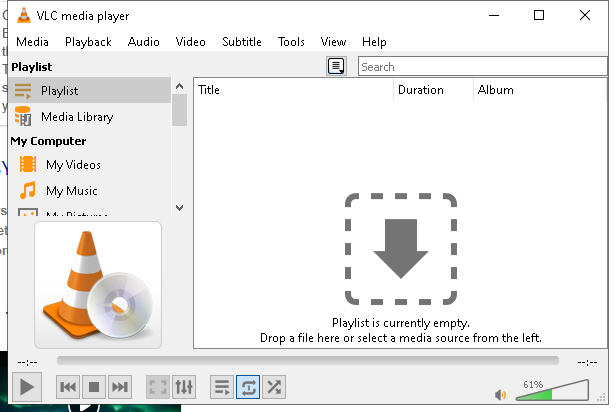 VLC media player
Media Playback Audio Video Subtitle Tools View Help
Playlist
Search
Playlist
Media Library
My Computer
My Videos
My Music
My Pictures
Title Duration Album
Playlist is currently empty.
Drop a file here or select a media source from the left.
--:-- --:--
61%